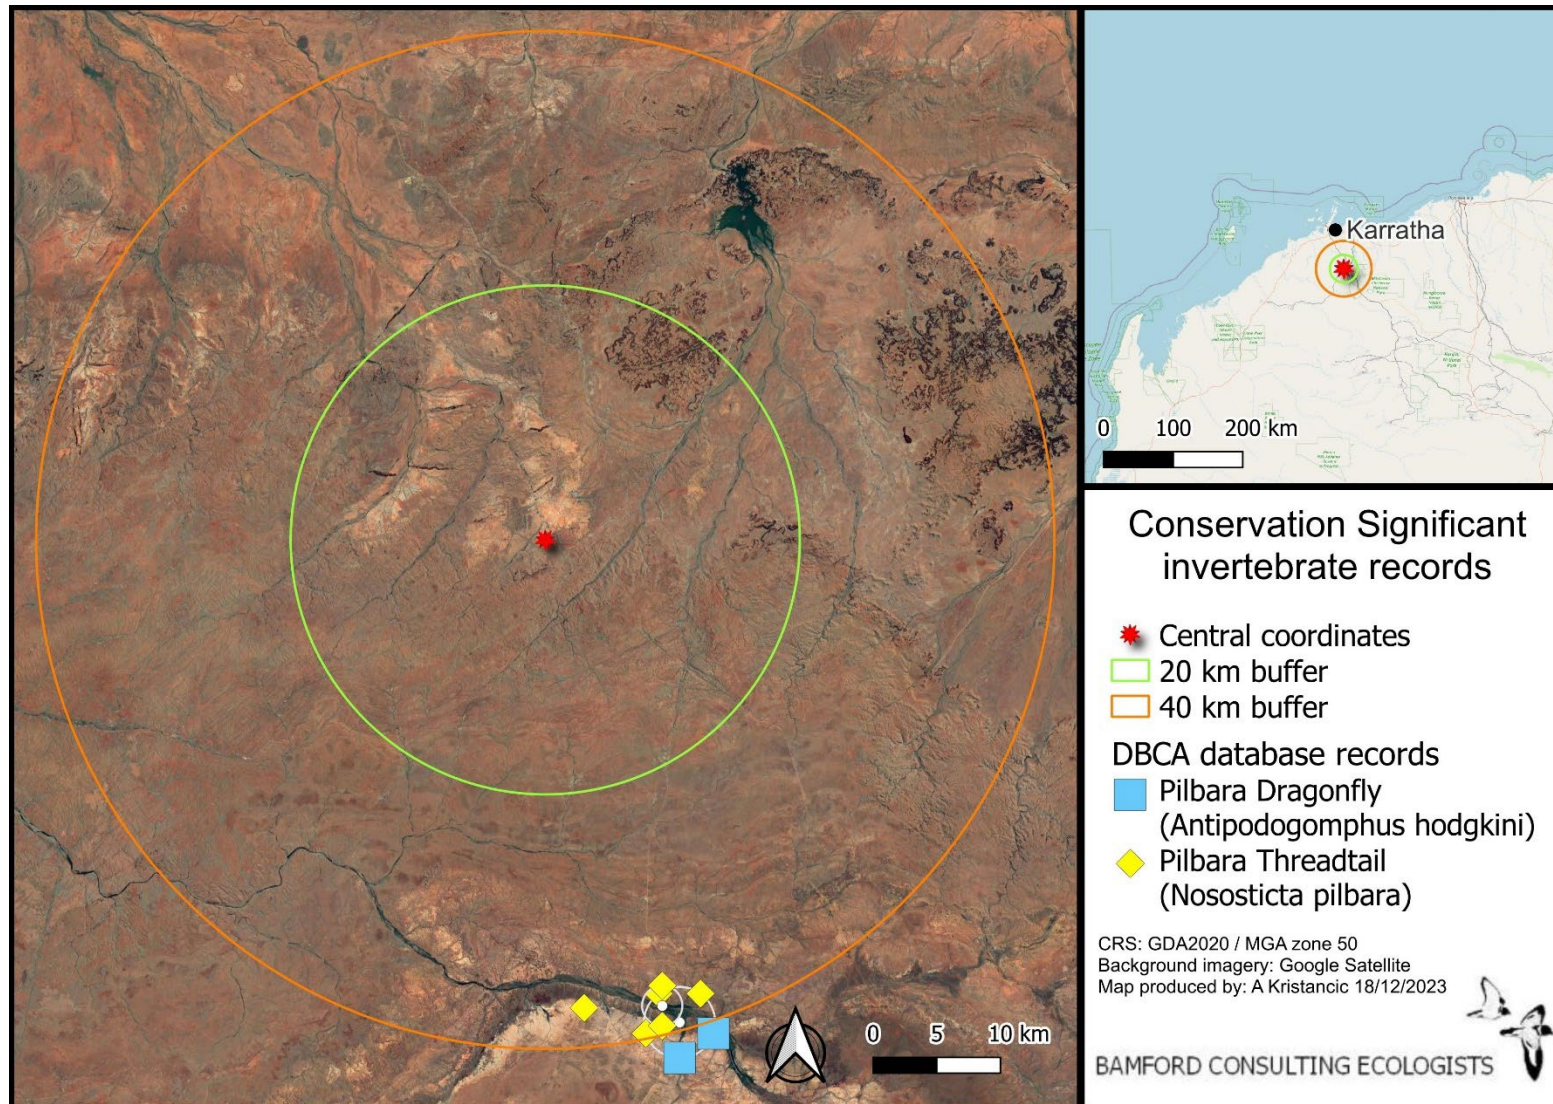 Karratha
0 100 200 km
Conservation Significant
invertebrate records
Central coordinates
20 km buffer
40 km buffer
DBCA database records
Pilbara Dragonfly
(Antipodogomphus hodgkini)
Pilbara Threadtail
(Nososticta pilbara)
CRS: GDA2020 / MGA zone 50
Background imagery: Google Satellite
Map produced by: A Kristancic 18/12/2023
BAMFORD CONSULTING ECOLOGISTS
0 5 10 km